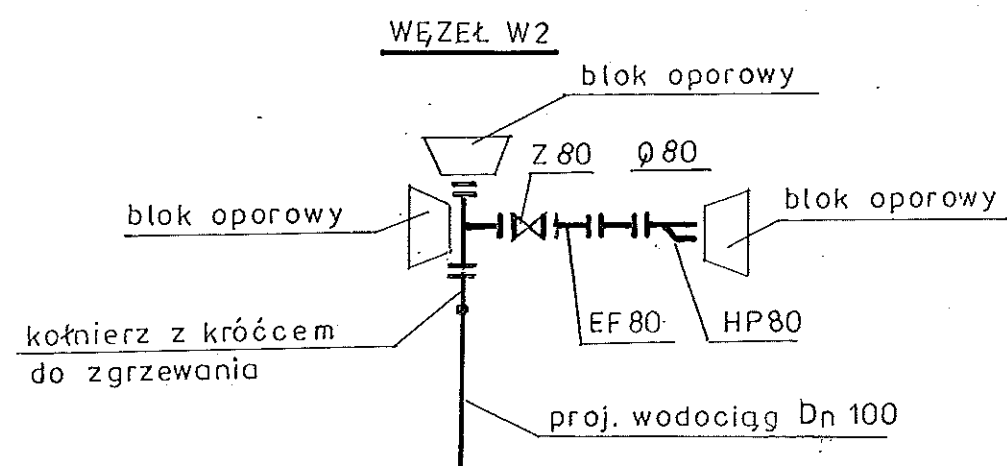 WĘZEŁ W2
blok oporowy
Z 80
Q 80
blok oporowy
blok oporowy
EF 80
HP 80
kołnierz z króćcem
do zgrzewania
proj. wodociąg Dn 100